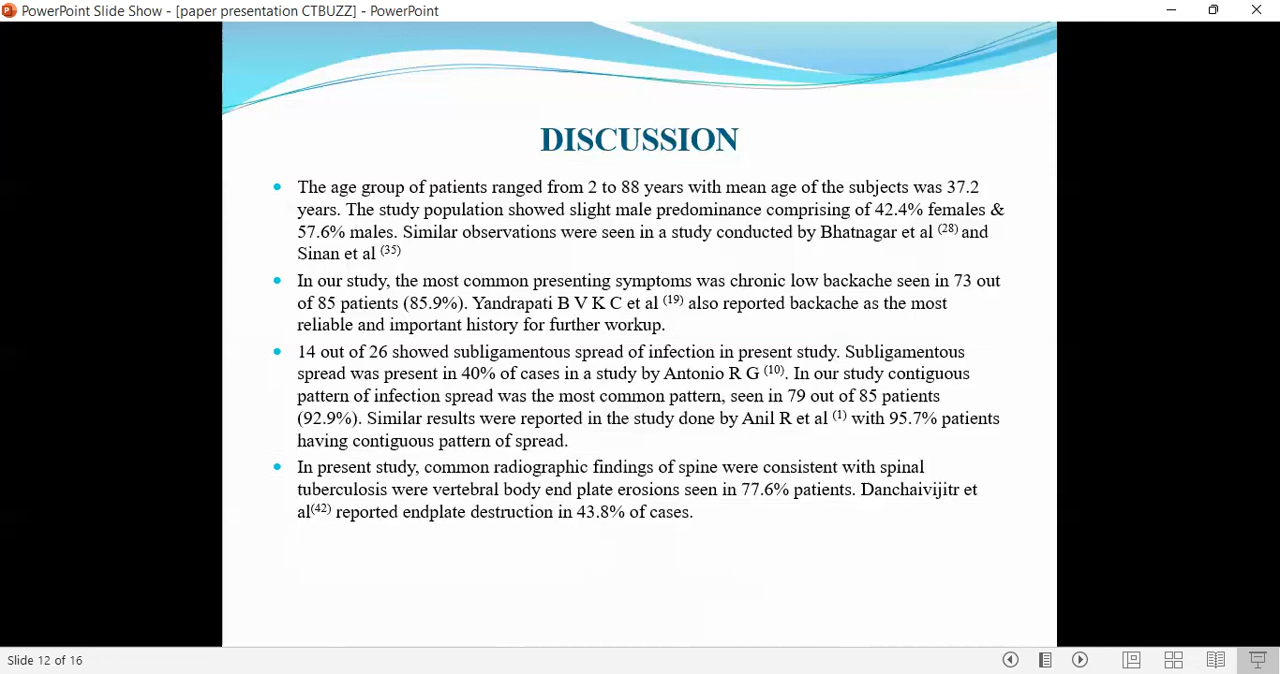 PowerPoint Slide Show - [paper presentation CTBUZZ] - PowerPoint
DISCUSSION
• The age group of patients ranged from 2 to 88 years with mean age of the subjects was 37.2
years. The study population showed slight male predominance comprising of 42.4% females &
57.6% males. Similar observations were seen in a study conducted by Bhatnagar et al (28) and
Sinan et al (35)
• In our study, the most common presenting symptoms was chronic low backache seen in 73 out
of 85 patients (85.9%). Yandrapati B V K C et al (19) also reported backache as the most
reliable and important history for further workup.
• 14 out of 26 showed subligamentous spread of infection in present study. Subligamentous
spread was present in 40% of cases in a study by Antonio R G (10). In our study contiguous
pattern of infection spread was the most common pattern, seen in 79 out of 85 patients
(92.9%). Similar results were reported in the study done by Anil R et al (1) with 95.7% patients
having contiguous pattern of spread.
• In present study, common radiographic findings of spine were consistent with spinal
tuberculosis were vertebral body end plate erosions seen in 77.6% patients. Danchaivijitr et
al(42) reported endplate destruction in 43.8% of cases.
Slide 12 of 16